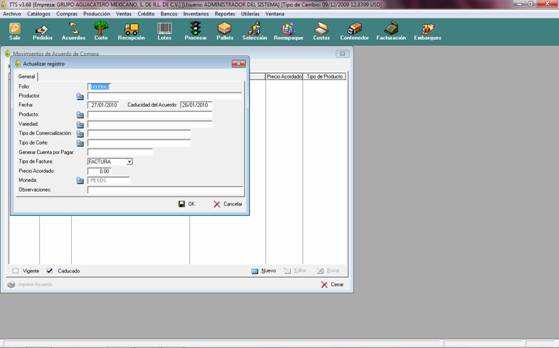 TTS v3.68 [Empresa: GRUPO AGUACATERO MEXICANO, S. DE R.L. DE C.V.] [Usuario: ADMINISTRADOR DEL SISTEMA] [Tipo de Cambio: 09/12/2009 12.8399 USD]
Archivo Catálogos Compras Producción Ventas Crédito Bancos Inventarios Reportes Utilerias Ventana
Salir Pedidos Acuerdos Corte Recepción Lotes Procesar Pallets Selección Reempaque Costos Contenedor Facturación Embarques
Movimientos de Acuerdo de Compra
Actualizar registro
General
Precio Acordado Tipo de Producto
Folio:
Productor:
Fecha: 27/01/2010 Caducidad del Acuerdo: 26/01/2010
Producto:
Variedad:
Tipo de Comercialización:
Tipo de Corte:
Generar Cuenta por Pagar:
Tipo de Factura: FACTURA
Precio Acordado: 0.00
Moneda: PESOS
Observaciones:
OK Cancelar
Vigente Caducado Nuevo Editar Borrar
Imprimir Acuerdo Cerrar